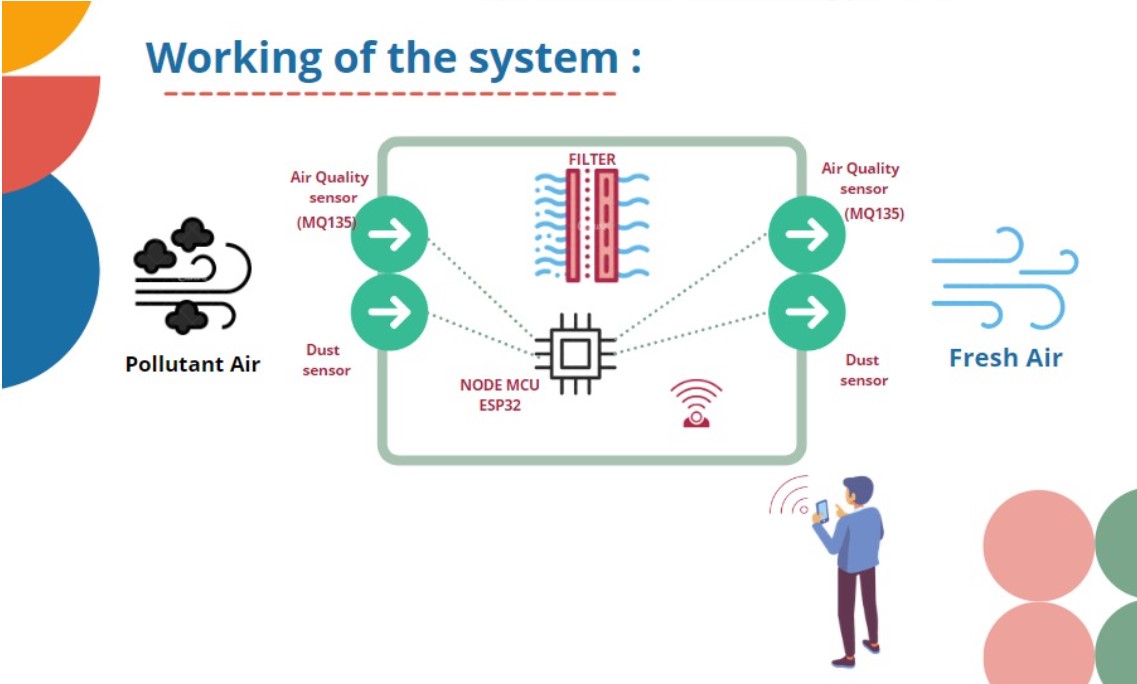 Working of the system :
FILTER
Air Quality
sensor
(MQ135)
Air Quality
sensor
(MQ135)
Pollutant Air
Dust
sensor
NODE MCU
ESP32
Dust
sensor
Fresh Air